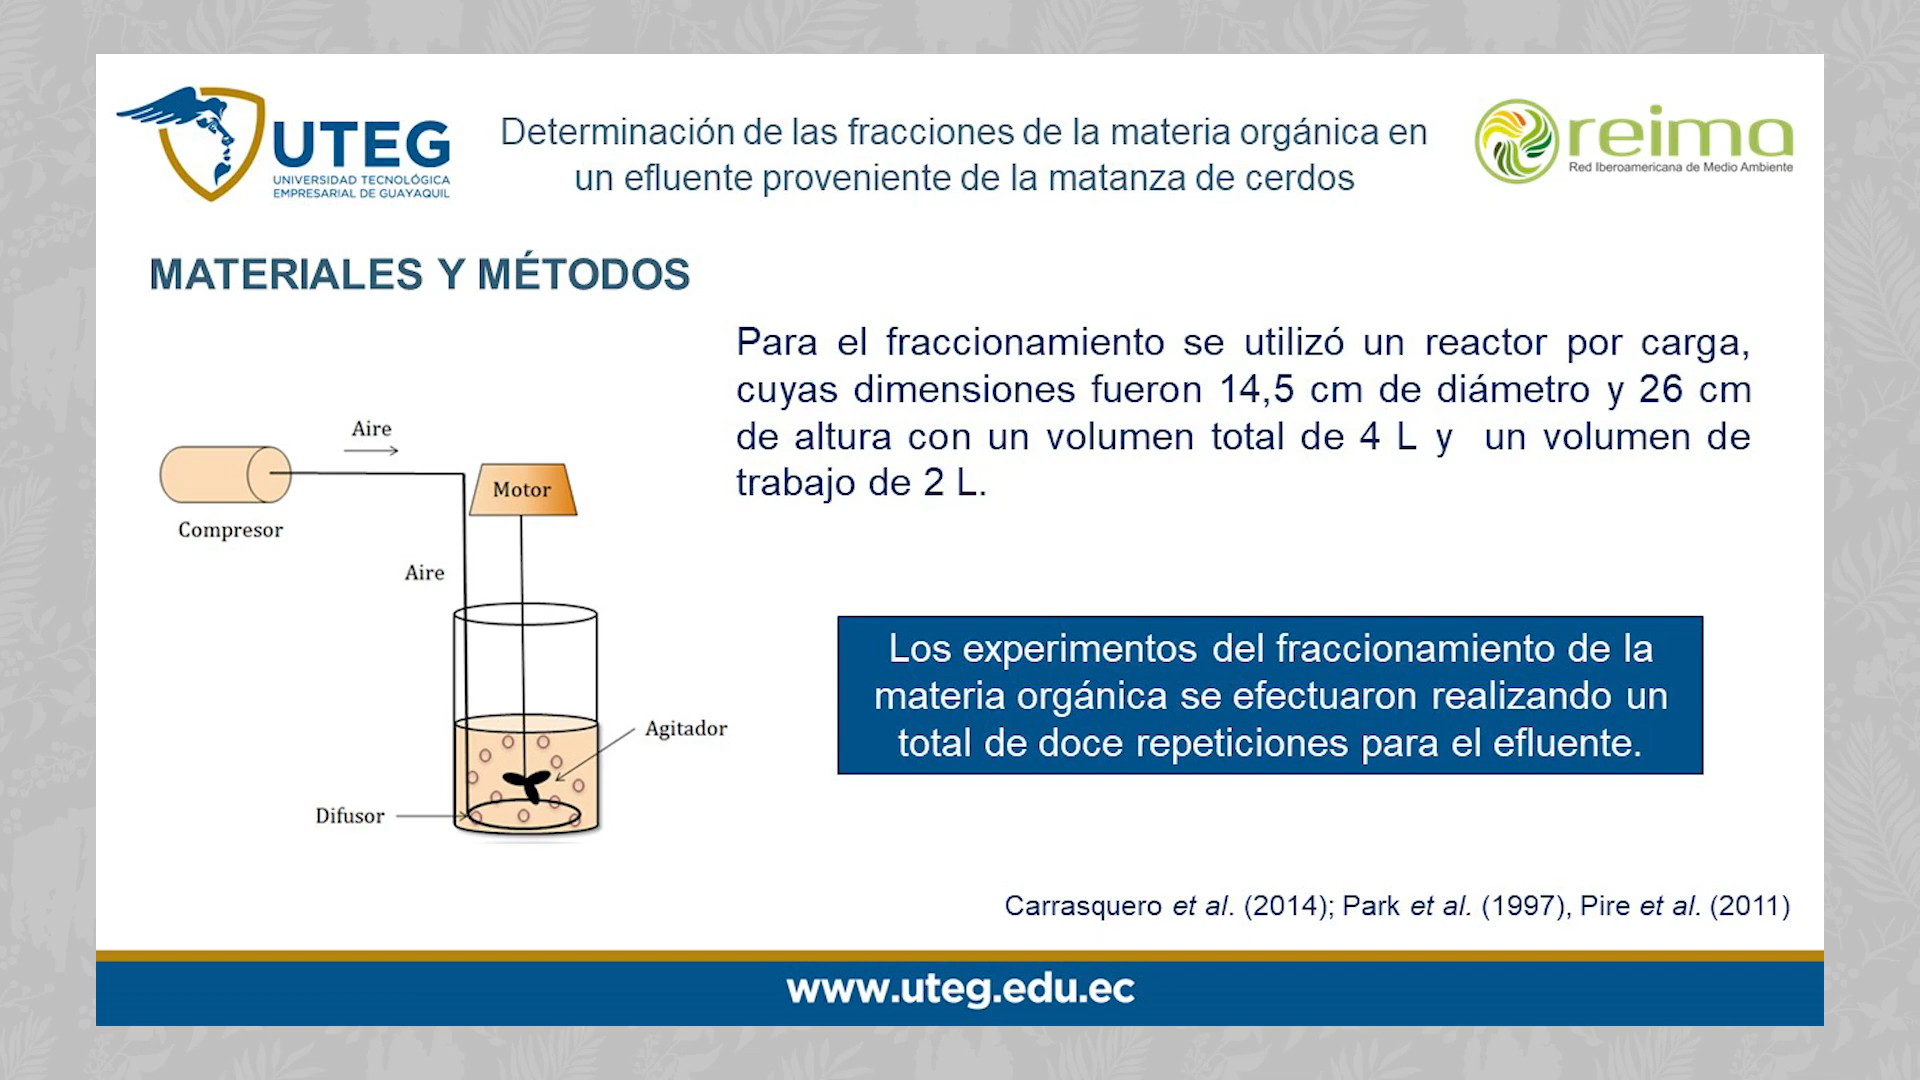 UTEG
UNIVERSIDAD TECNOLÓGICA
EMPRESARIAL DE GUAYAQUIL
Determinación de las fracciones de la materia orgánica en
un efluente proveniente de la matanza de cerdos
reima
Red Iberoamericana de Medio Ambiente
MATERIALES Y MÉTODOS
Para el fraccionamiento se utilizó un reactor por carga,
cuyas dimensiones fueron 14,5 cm de diámetro y 26 cm
de altura con un volumen total de 4 L y un volumen de
trabajo de 2 L.
Aire
Motor
Compresor
Aire
Agitador
Difusor
Los experimentos del fraccionamiento de la
materia orgánica se efectuaron realizando un
total de doce repeticiones para el efluente.
Carrasquero et al. (2014); Park et al. (1997), Pire et al. (2011)
www.uteg.edu.ec